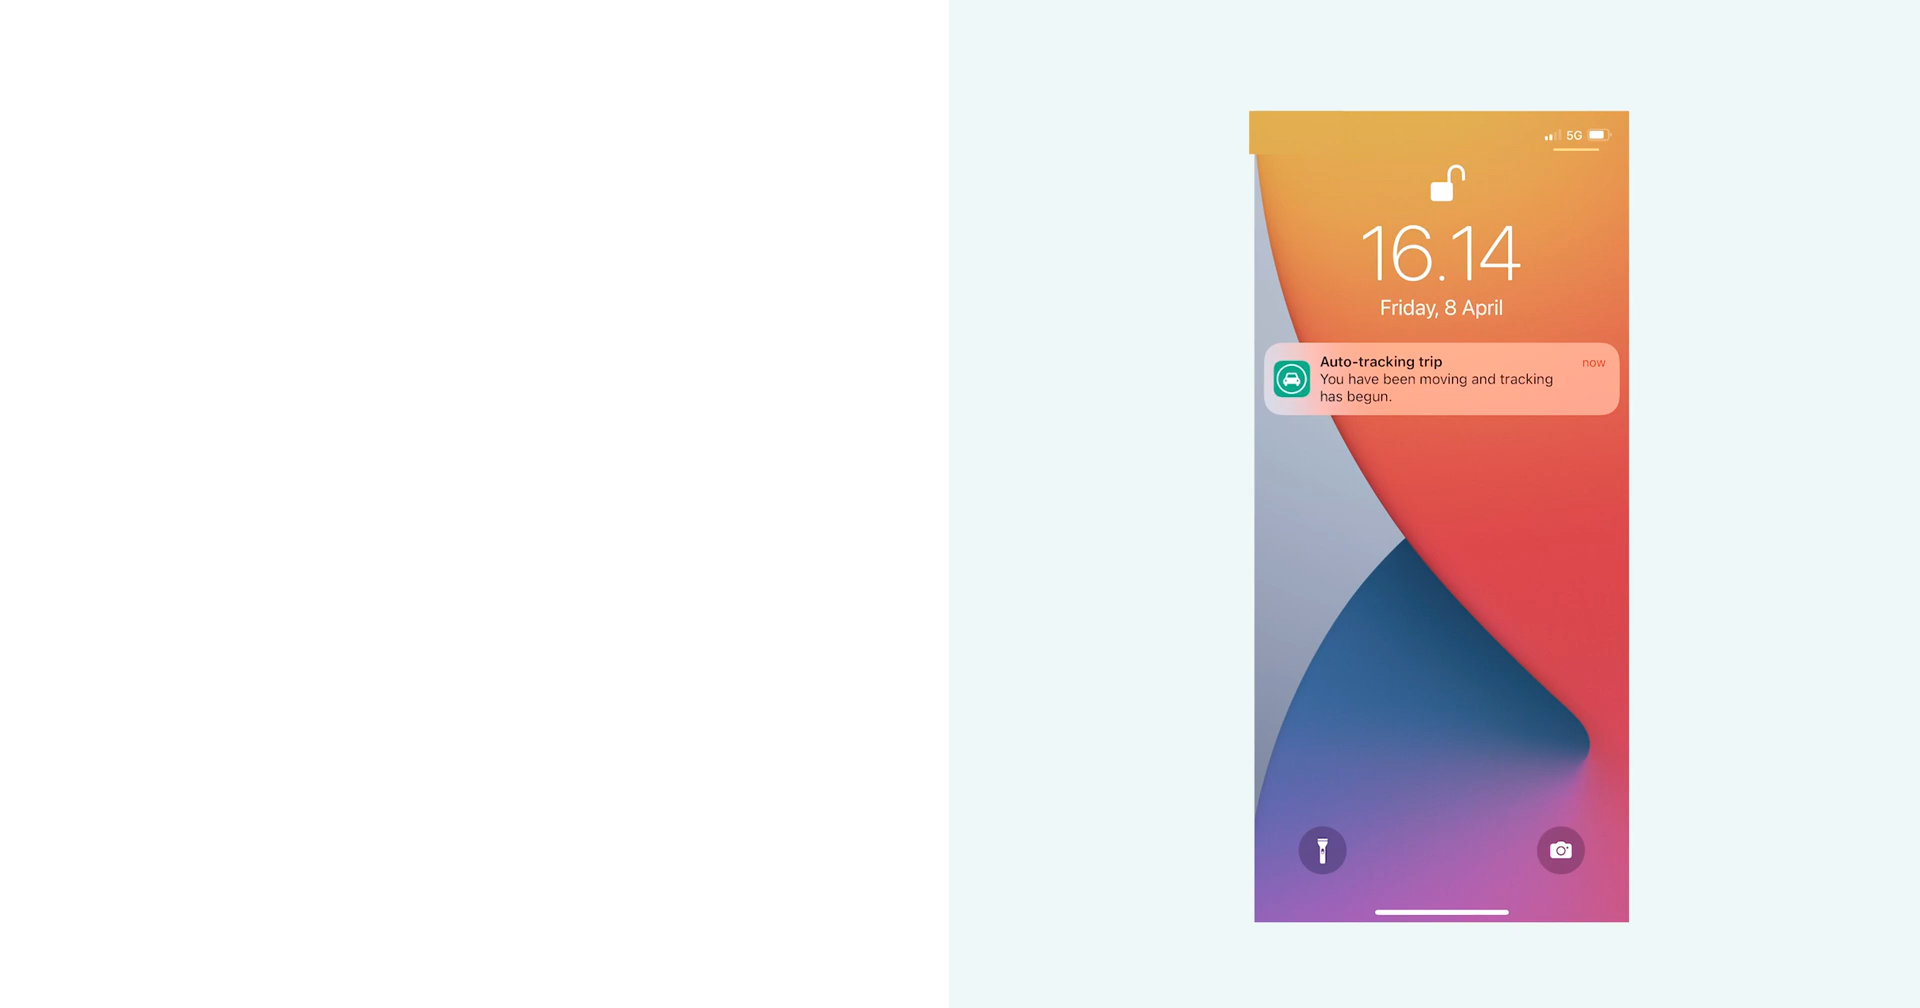 5G
16.14
Friday, 8 April
Auto-tracking trip
now
You have been moving and tracking
has begun.